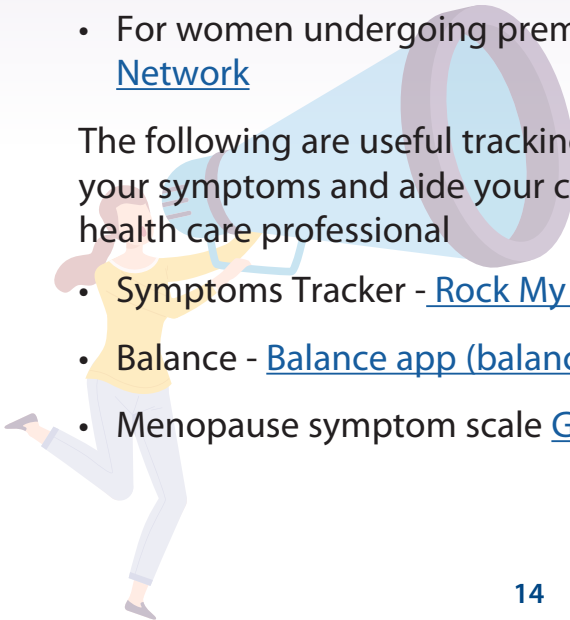 • For women undergoing prem
Network
The following are useful trackin
your symptoms and aide your c
health care professional
• Symptoms Tracker - Rock My
• Balance - Balance app (balanc
• Menopause symptom scale G
14